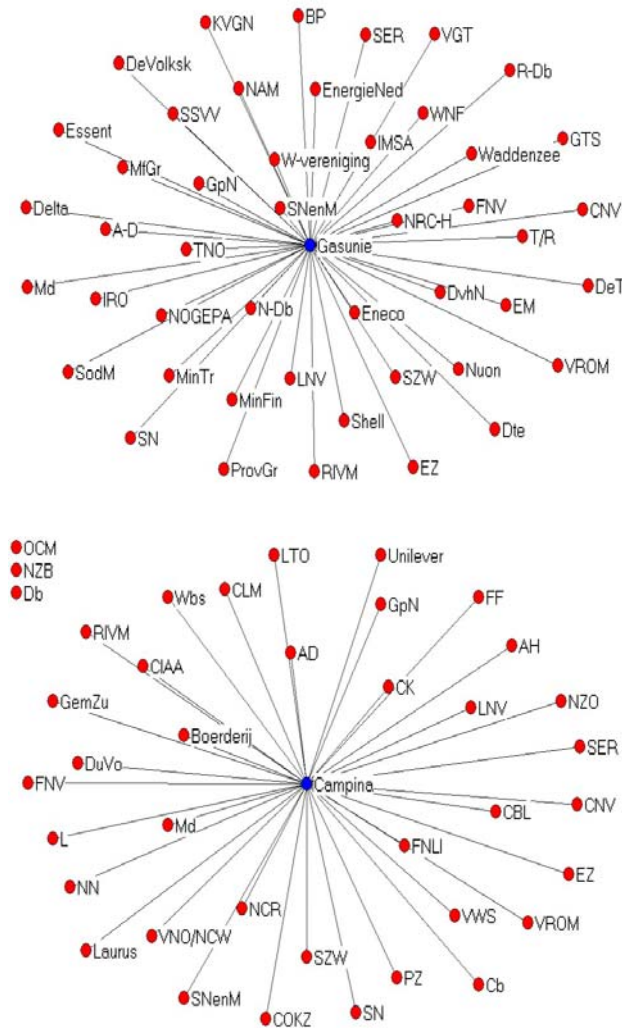 KVGN
BP
SER
VGT
DeVolksk
R-Db
NAM
EnergieNed
SSVV
WNF
Essent
IMSA
GTS
MfGr
W-vereniging
Waddenzee
GpN
Delta
SNenM
NRC-H
FNV
CNV
A-D
TNO
Gasunie
T/R
Md
IRO
DvhN
EM
DeT
NOGEPA
N-Db
Eneco
SodM
MinTr
LNV
SZW
Nuon
VROM
MinFin
SN
Shell
Dte
ProvGr
RIVM
EZ
OCM
NZB
Db
LTO
Unilever
Wbs
CLM
GpN
FF
RIVM
CIAA
AD
AH
CK
GemZu
LNV
NZO
Boerderij
SER
DuVo
FNV
Campina
CBL
CNV
L
Md
FNLI
NN
EZ
NCR
VWS
VROM
Laurus
VNO/NCW
SZW
PZ
Cb
SNenM
COKZ
SN